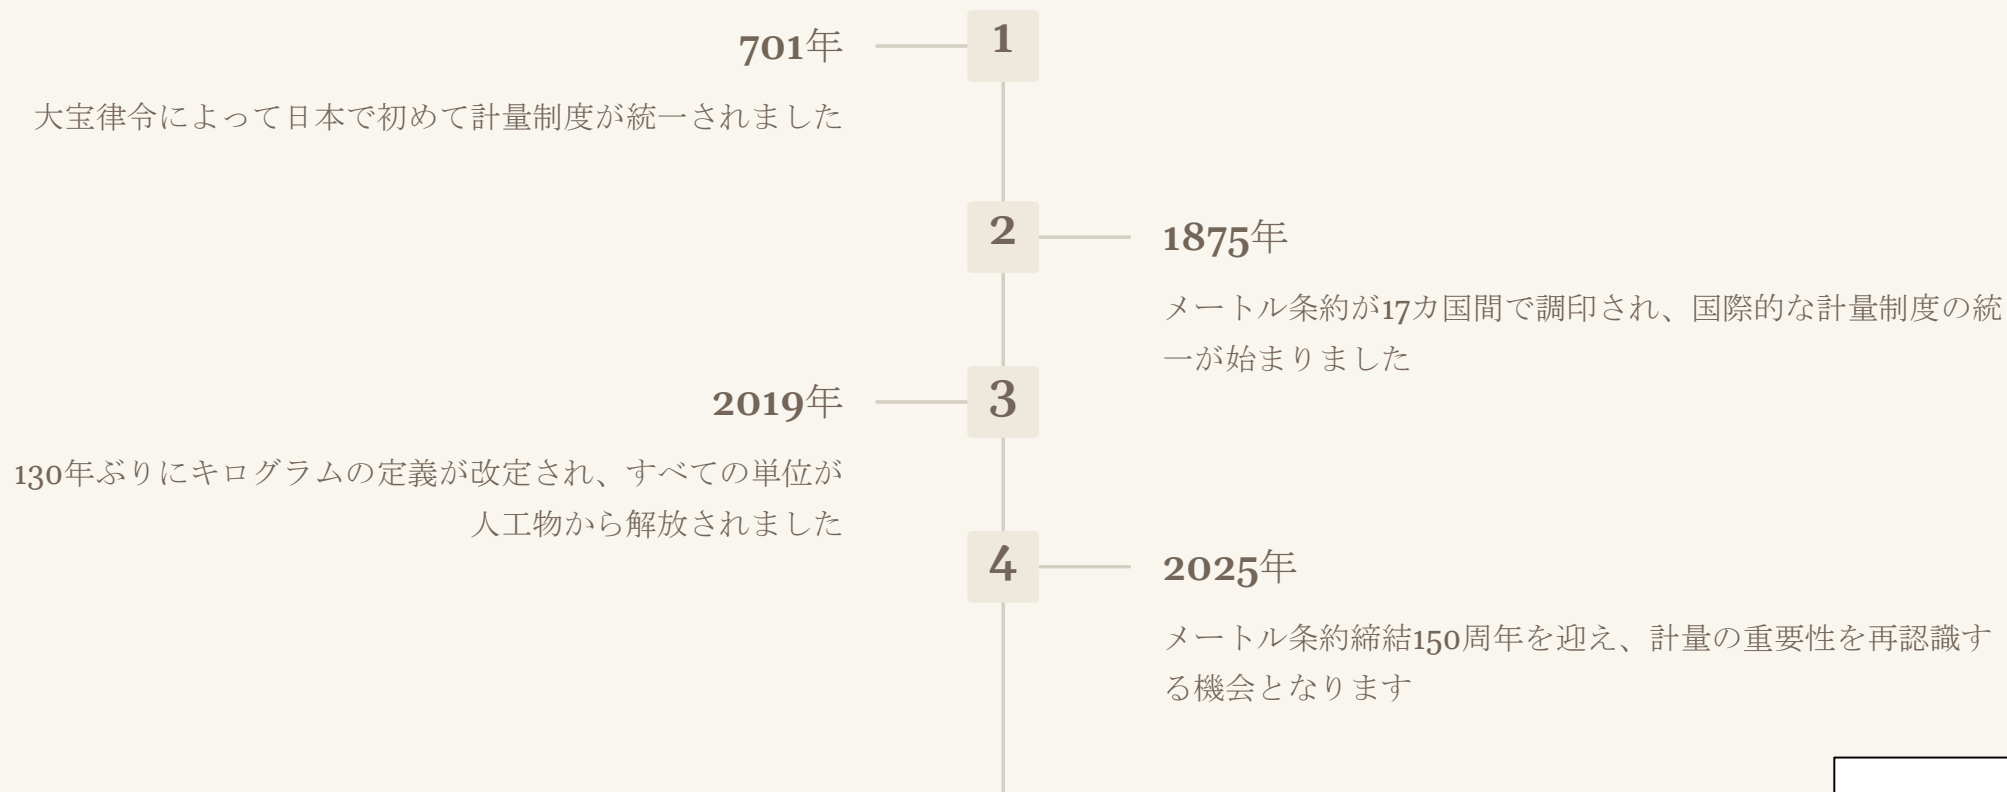 1
701年
大宝律令によって日本で初めて計量制度が統一されました
2
1875年
メートル条約が17カ国間で調印され、国際的な計量制度の統
一が始まりました
3
2019年
130年ぶりにキログラムの定義が改定され、すべての単位が
人工物から解放されました
4
2025年
メートル条約締結150周年を迎え、計量の重要性を再認識す
る機会となります